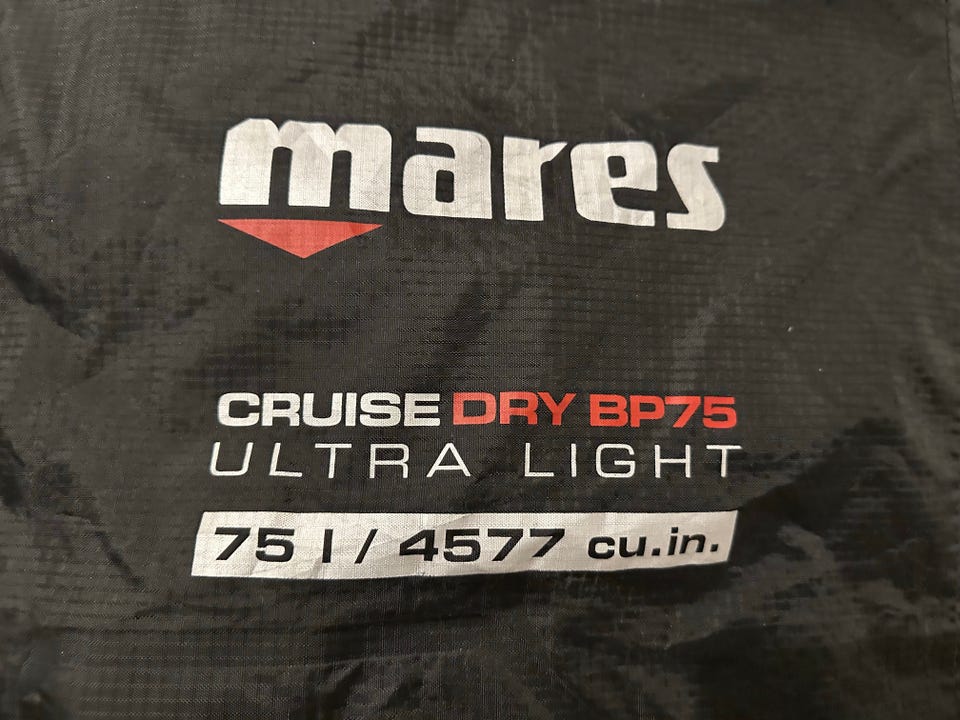 mares
CRUISE DRY BP75
ULTRA LIGHT
75 l / 4577 cu.in.